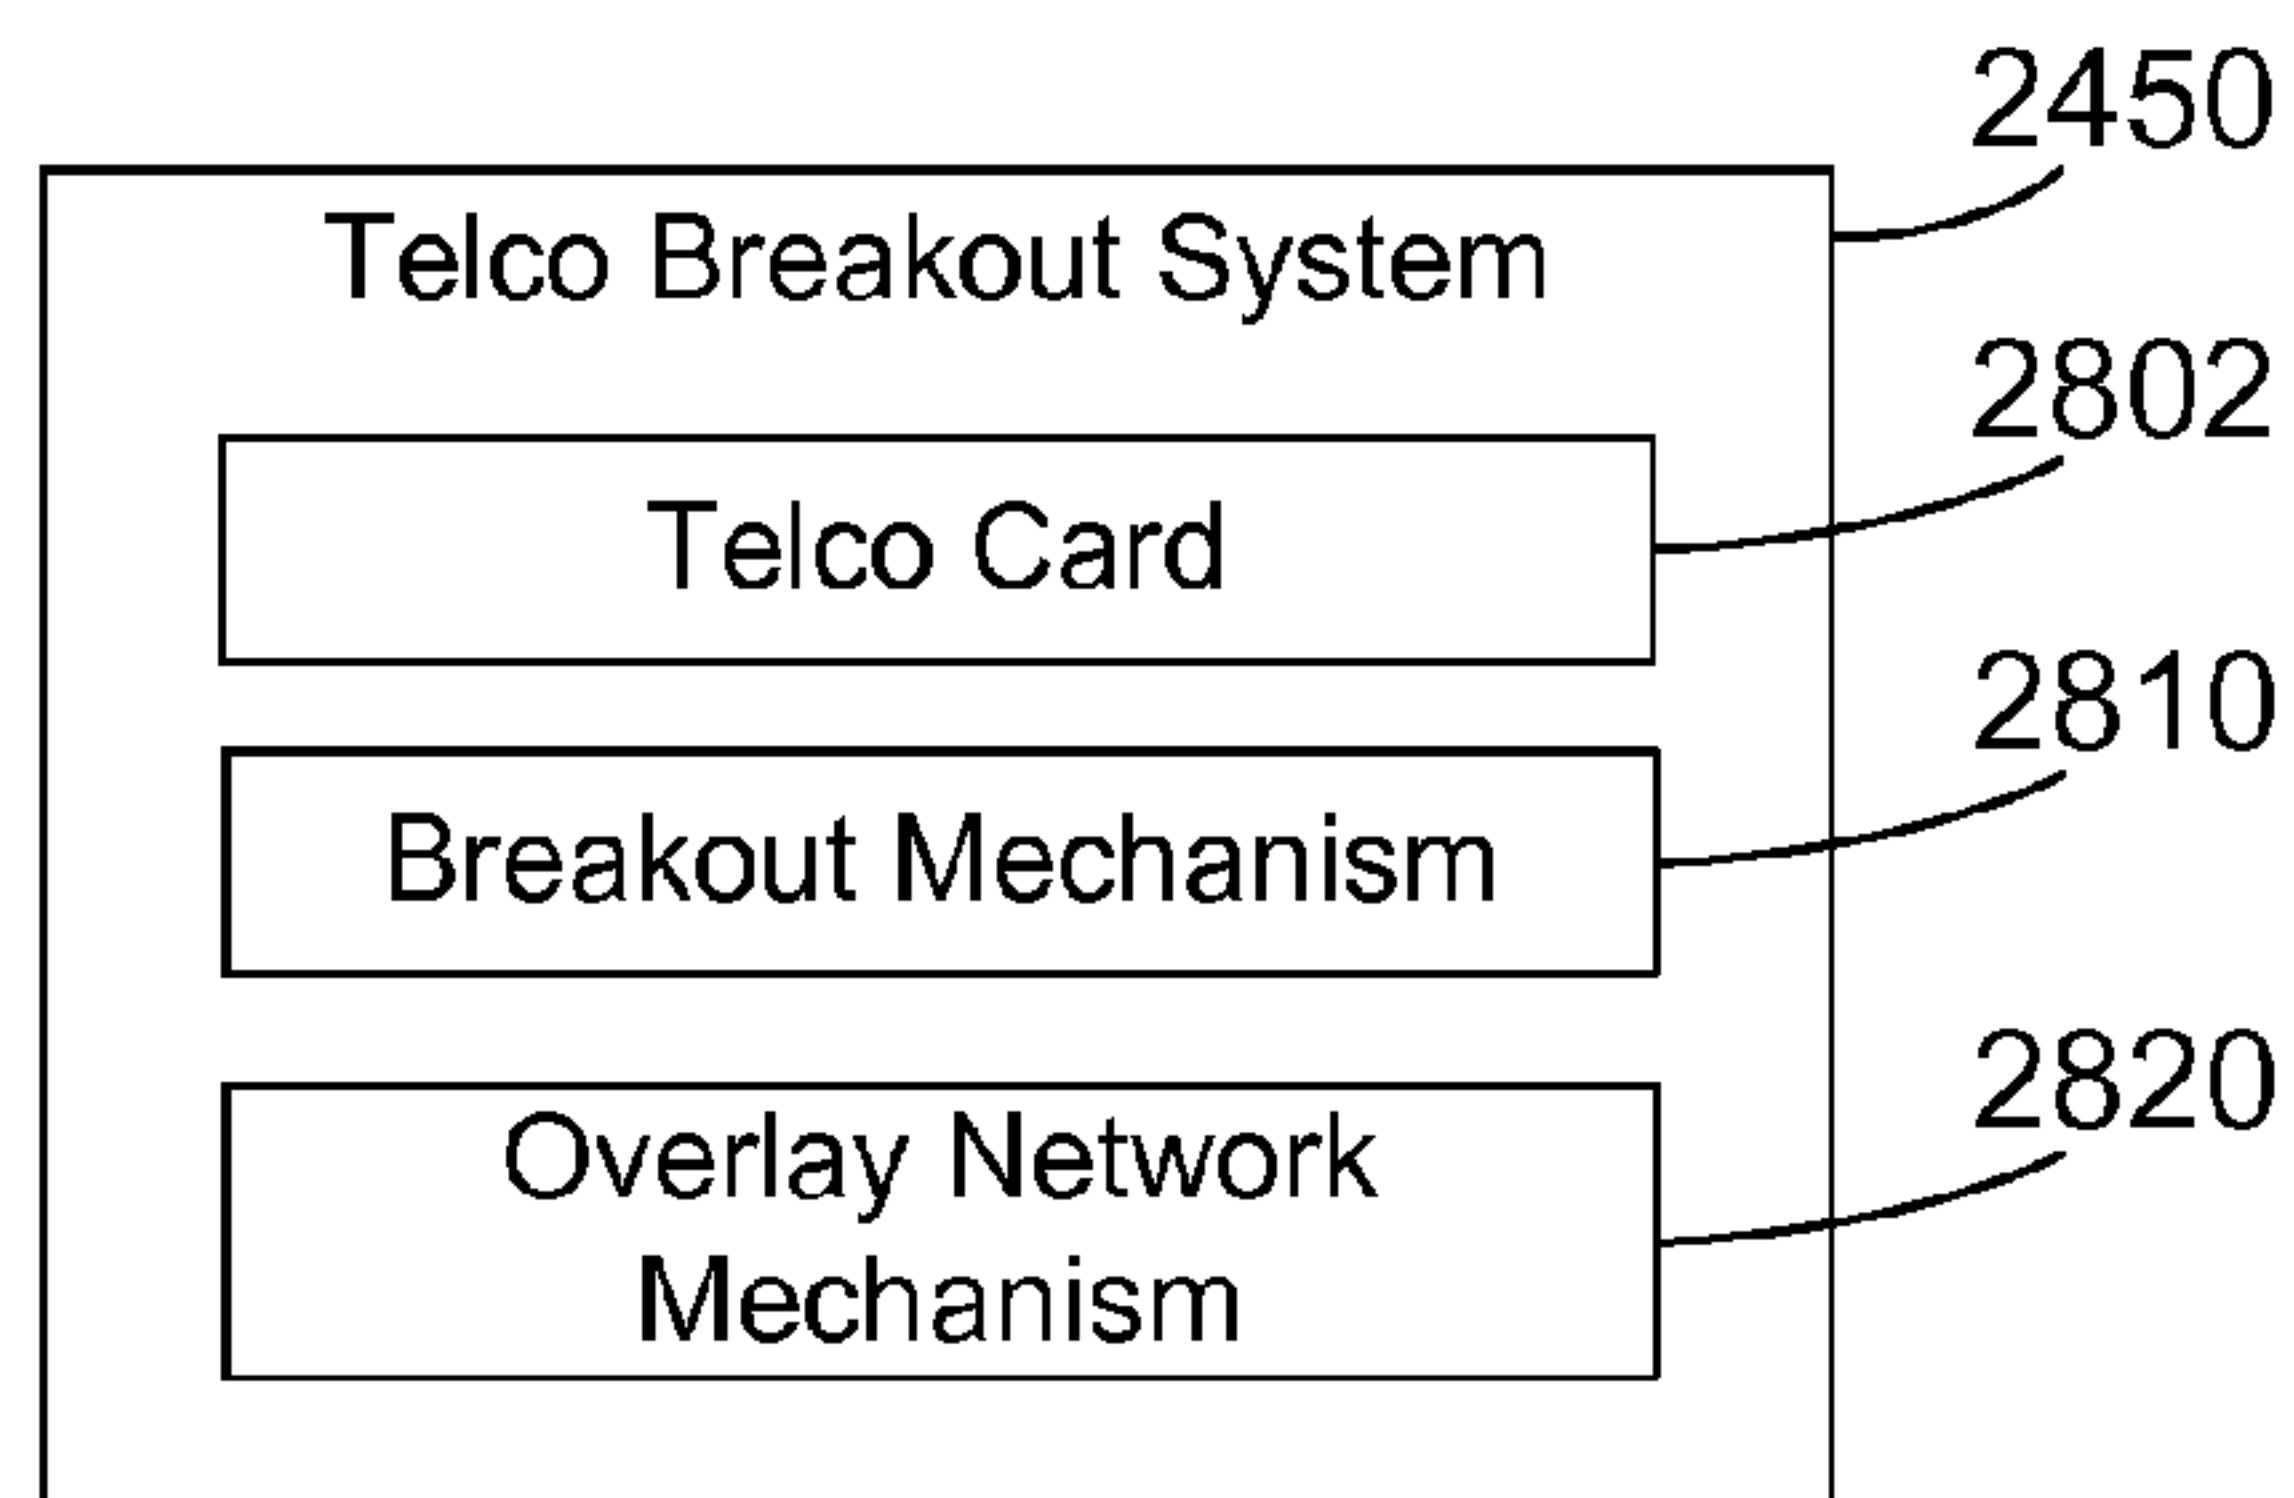 2450
Telco Breakout System
2802
Telco Card
2810
Breakout Mechanism
2820
Overlay Network
Mechanism